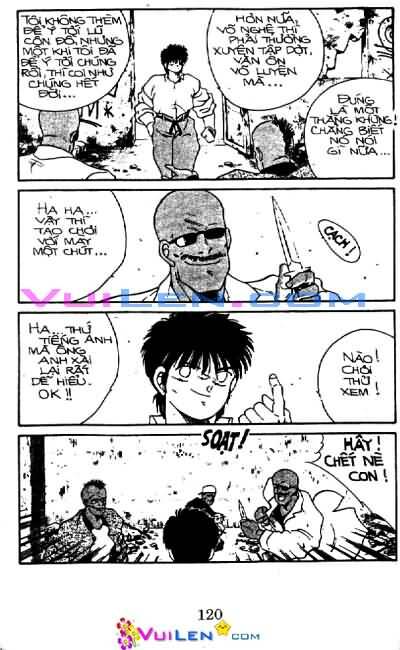 TÔI KHÔNG THÈM
ĐỂ Ý TỚI LŨ
CÔN ĐỒ, NHƯNG
MỘT KHI TÔI ĐÃ
ĐỂ Ý TỚI CHÚNG
RỒI, THÌ COI NHƯ
CHÚNG HẾT
ĐỜI...
HƠN NỮA,
VÕ NGHỆ THÌ
PHẢI THƯỜNG
XUYÊN TẬP DỢT,
VĂN ÔN
VÕ LUYỆN
MÀ...
ĐÚNG
LÀ MỘT
THẰNG KHÙNG!
CHẲNG BIẾT
NÓ NÓI
GÌ NỮA...
HA HA...
VẬY THÌ
TAO CHƠI
VỚI MÀY
MỘT CHÚT...
CÁCH!
VUILEN.COM
HA... THỨ
TIẾNG ANH
MÀ ÔNG
ANH XÀI
LẠI RẤT
DỄ HIỂU.
OK!!
NÀO!
CHƠI
THỬ
XEM!
SOẠT!
HÂY!
CHẾT NÈ
CON!
120
VUILEN.COM